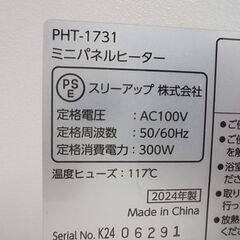 PHT-1731
ミニパネルヒーター
PS
E
スリーアップ 株式会社
定格電圧：AC100V
定格周波数：50/60Hz
定格消費電力：300W
温度ヒューズ：117℃
2024年製
Made in China
Serial No. K24 06291